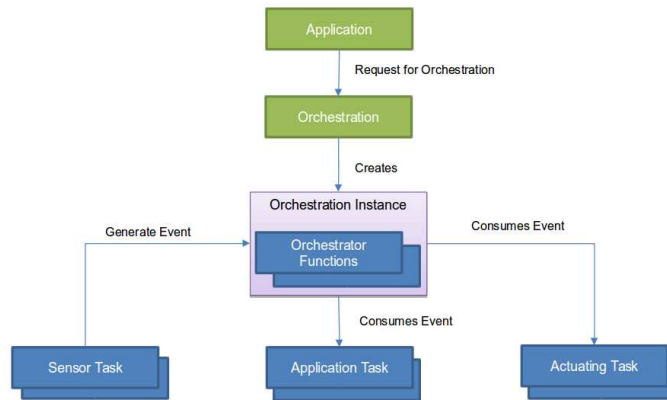 Application
Request for Orchestration
Orchestration
Creates
Orchestration Instance
Generate Event
Orchestrator
Functions
Consumes Event
Consumes Event
Sensor Task
Application Task
Actuating Task